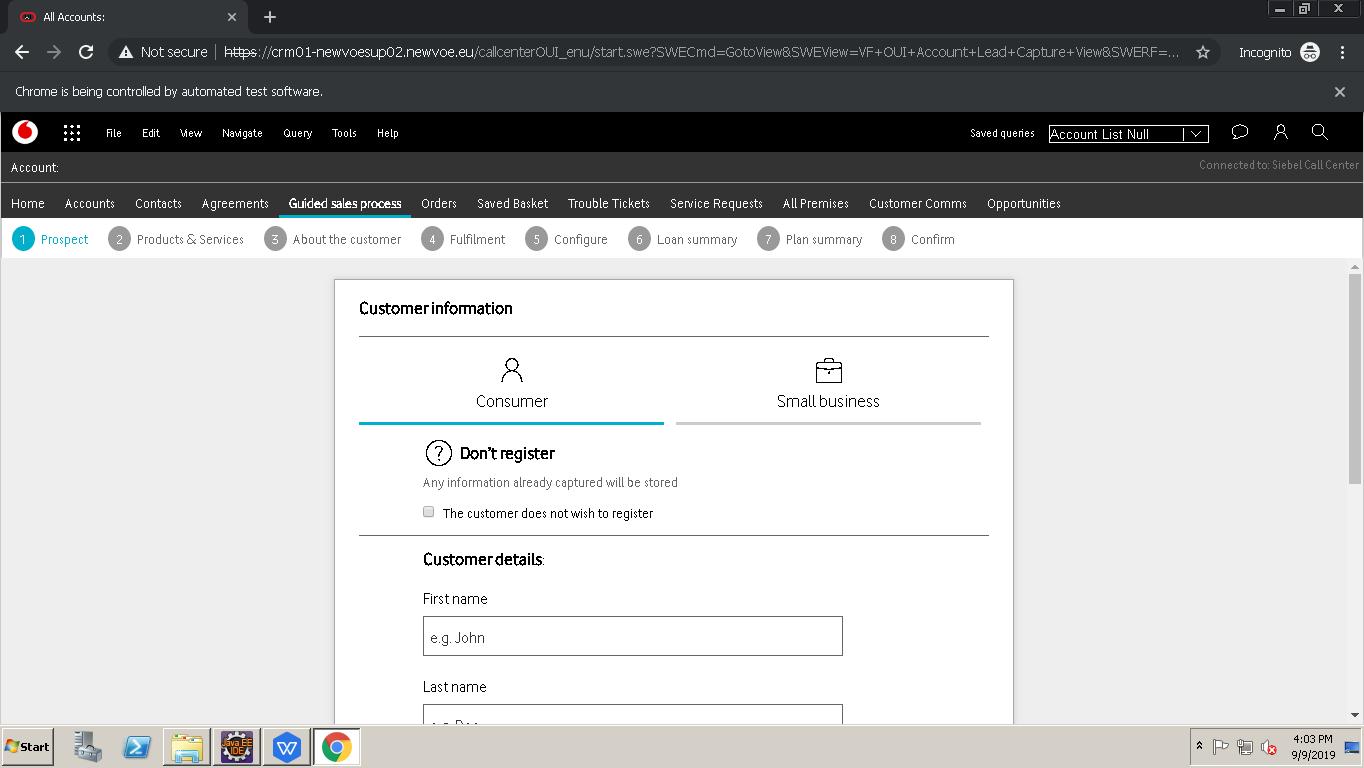 All Accounts:
Not secure https://crm01-newvoesup02.newvoe.eu/callcenterOUI_enu/start.swe?SWECmd=GotoView&SWEView=VF+OUI+Account+Lead+Capture+View&SWERF=... Incognito
Chrome is being controlled by automated test software.
File Edit View Navigate Query Tools Help Saved queries Account List Null
Account: Connected to: Siebel Call Center
Home Accounts Contacts Agreements Guided sales process Orders Saved Basket Trouble Tickets Service Requests All Premises Customer Comms Opportunities
1 Prospect 2 Products & Services 3 About the customer 4 Fulfilment 5 Configure 6 Loan summary 7 Plan summary 8 Confirm
Customer information
Consumer Small business
? Don't register
Any information already captured will be stored
The customer does not wish to register
Customer details:
First name
e.g. John
Last name
Start Java EE IDE W 4:03 PM
9/9/2019